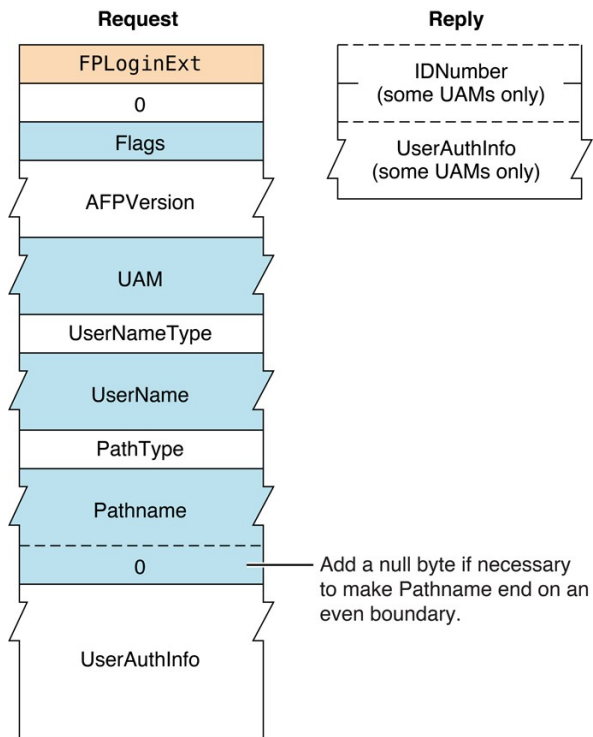 Request
FPLoginExt
0
Flags
AFPVersion
UAM
UserNameType
UserName
PathType
Pathname
0
Add a null byte if necessary
to make Pathname end on an
even boundary.
UserAuthInfo
Reply
IDNumber
(some UAMs only)
UserAuthInfo
(some UAMs only)